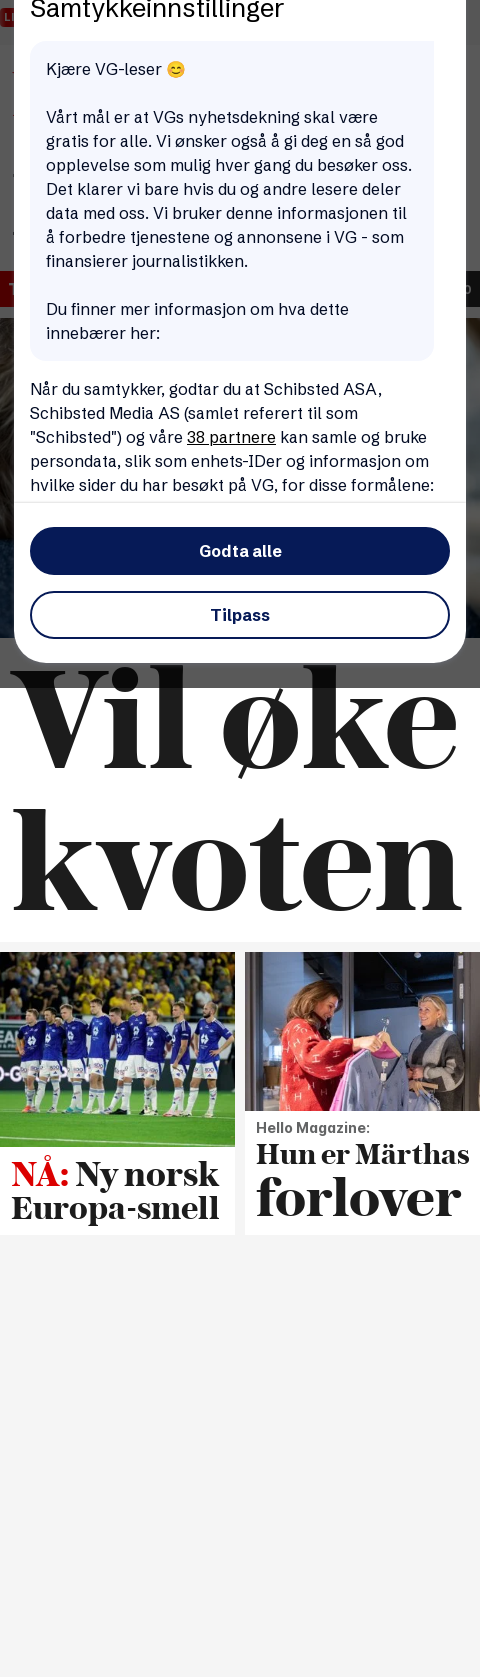 Samtykkeinnstillinger
Kjære VG-leser 😊
Vårt mål er at VGs nyhetsdekning skal være
gratis for alle. Vi ønsker også å gi deg en så god
opplevelse som mulig hver gang du besøker oss.
Det klarer vi bare hvis du og andre lesere deler
data med oss. Vi bruker denne informasjonen til
å forbedre tjenestene og annonsene i VG - som
finansierer journalistikken.
Du finner mer informasjon om hva dette
innebærer her:
Når du samtykker, godtar du at Schibsted ASA,
Schibsted Media AS (samlet referert til som
"Schibsted") og våre 38 partnere kan samle og bruke
persondata, slik som enhets-IDer og informasjon om
hvilke sider du har besøkt på VG, for disse formålene:
Godta alle
Tilpass
Vil øke
kvoten
NÅ: Ny norsk
Europa-smell
Hello Magazine:
Hun er Märthas
forlover